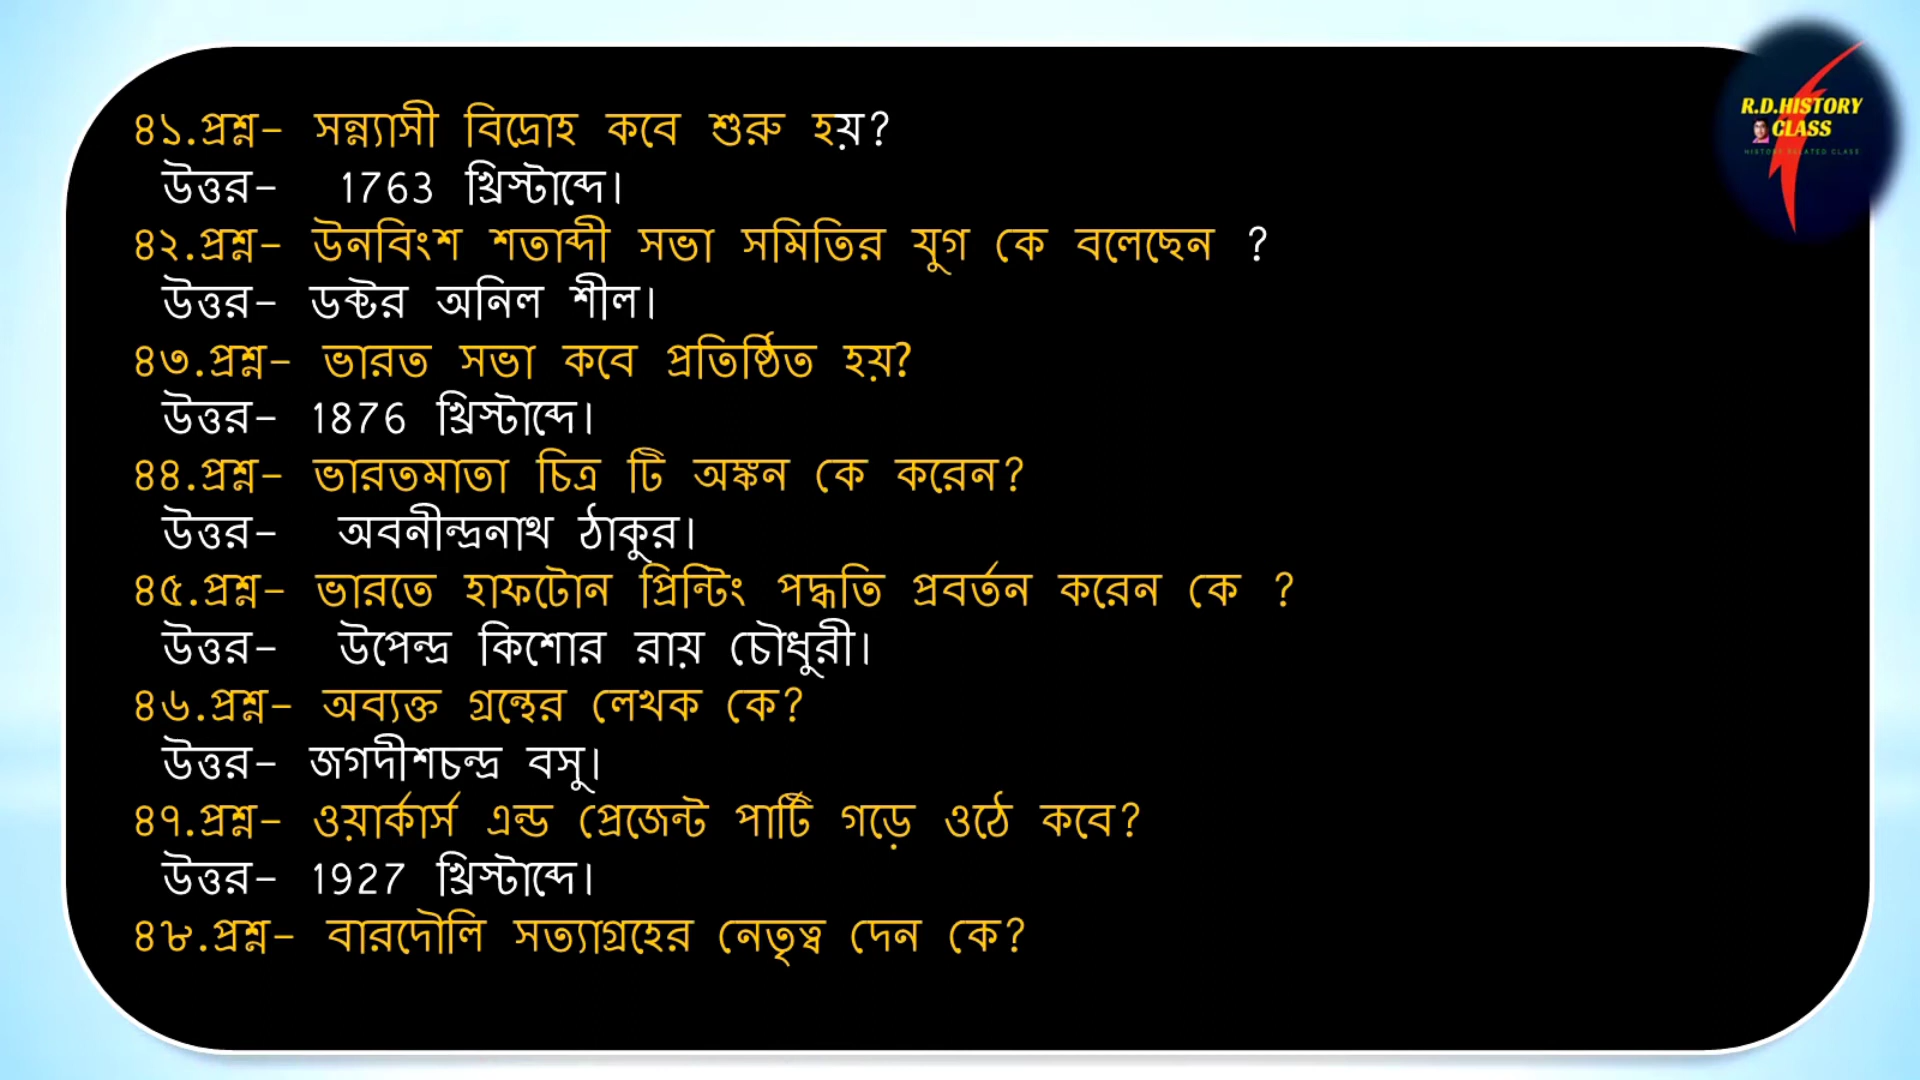 ৪১.প্রশ্ন- সন্ন্যাসী বিদ্রোহ কবে শুরু হয়?
উত্তর- 1763 খ্রিস্টাব্দে।
৪২.প্রশ্ন- উনবিংশ শতাব্দী সভা সমিতির যুগ কে বলেছেন ?
উত্তর- ডক্টর অনিল শীল।
৪৩.প্রশ্ন- ভারত সভা কবে প্রতিষ্ঠিত হয়?
উত্তর- 1876 খ্রিস্টাব্দে।
৪৪.প্রশ্ন- ভারতমাতা চিত্র টি অঙ্কন কে করেন?
উত্তর- অবনীন্দ্রনাথ ঠাকুর।
৪৫.প্রশ্ন- ভারতে হাফটোন প্রিন্টিং পদ্ধতি প্রবর্তন করেন কে ?
উত্তর- উপেন্দ্র কিশোর রায় চৌধুরী।
৪৬.প্রশ্ন- অব্যক্ত গ্রন্থের লেখক কে?
উত্তর- জগদীশচন্দ্র বসু।
৪৭.প্রশ্ন- ওয়ার্কার্স এন্ড প্রেজেন্ট পার্টি গড়ে ওঠে কবে?
উত্তর- 1927 খ্রিস্টাব্দে।
৪৮.প্রশ্ন- বারদৌলি সত্যাগ্রহের নেতৃত্ব দেন কে?
R.D.HISTORY
CLASS
HISTORY RELATED CLASS